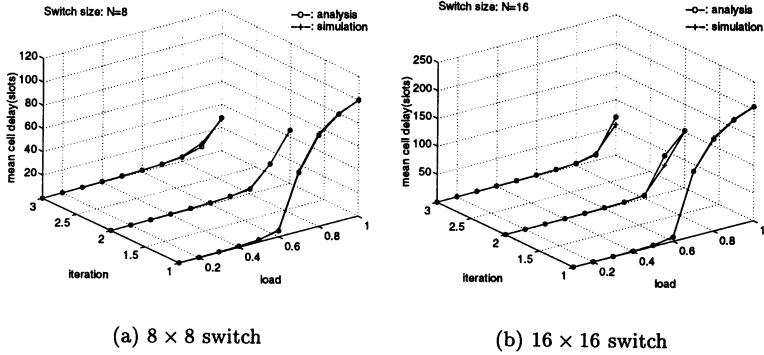 Switch size: N=8
o-: analysis
+-: simulation
120
100
80
60
40
20
mean cell delay(slots)
3
2.5
2
1.5
1
iteration
0.2
0.4
0.6
0.8
1
load
(a) 8 × 8 switch
Switch size: N=16
o-: analysis
+-: simulation
250
200
150
100
50
mean cell delay(slots)
3
2.5
2
1.5
1
iteration
0.2
0.4
0.6
0.8
1
load
(b) 16 × 16 switch